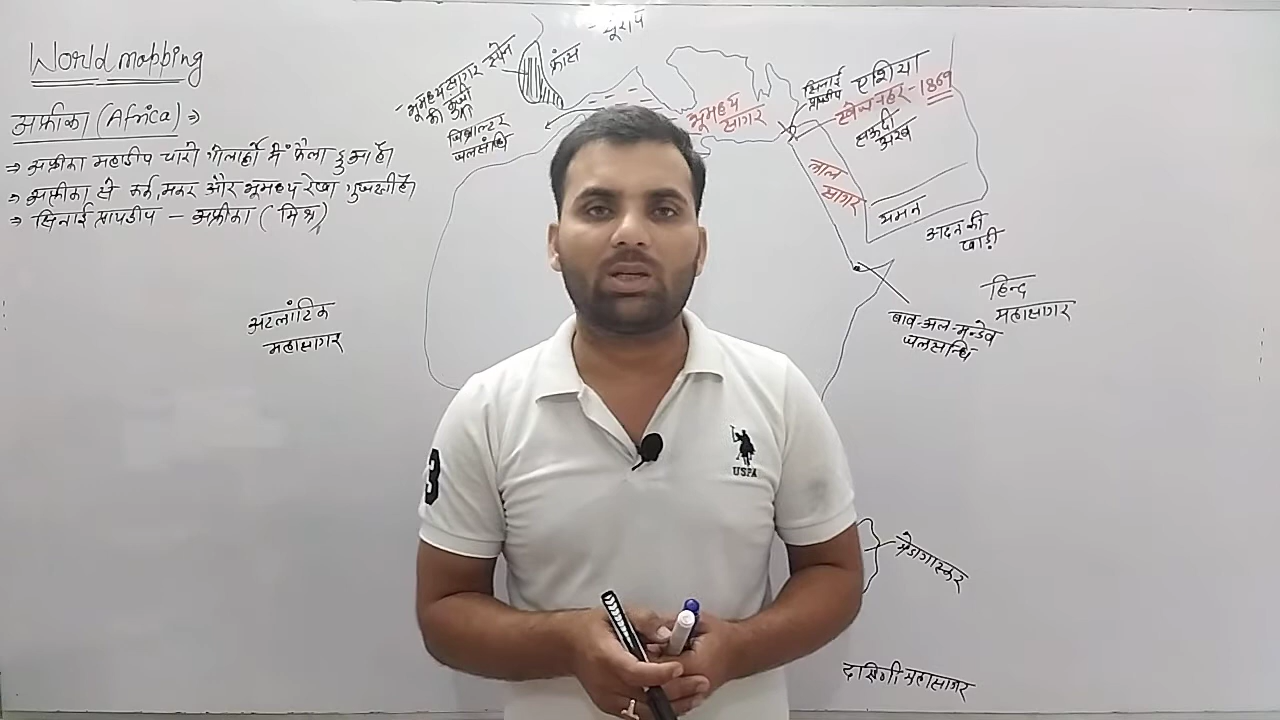 World mapping
अफ्रीका (Africa) ⇒
⇒ अफ्रीका महाद्वीप चारो गोलार्द्धो में फैला हुआ है।
⇒ अफ्रीका से कर्क, मकर और भूमध्य रेखा गुजरती है।
⇒ सिनाई प्रायद्वीप – अफ्रीका ( मिश्र )
- यूरोप
स्पेन
फ्रांस
- भूमध्यसागर
की कुंजी
जिब्राल्टर
जलसंधि
भूमध्य
सागर
सिनाई
एशिया
स्वेज नहर - 1869
सऊदी
अरब
लाल
सागर
यमन
अदन की
खाड़ी
हिन्द
महासागर
बाब-अल-मन्डेब
जलसन्धि
अटलांटिक
महासागर
3
USPA
मेडागास्कर
दक्षिणी महासागर